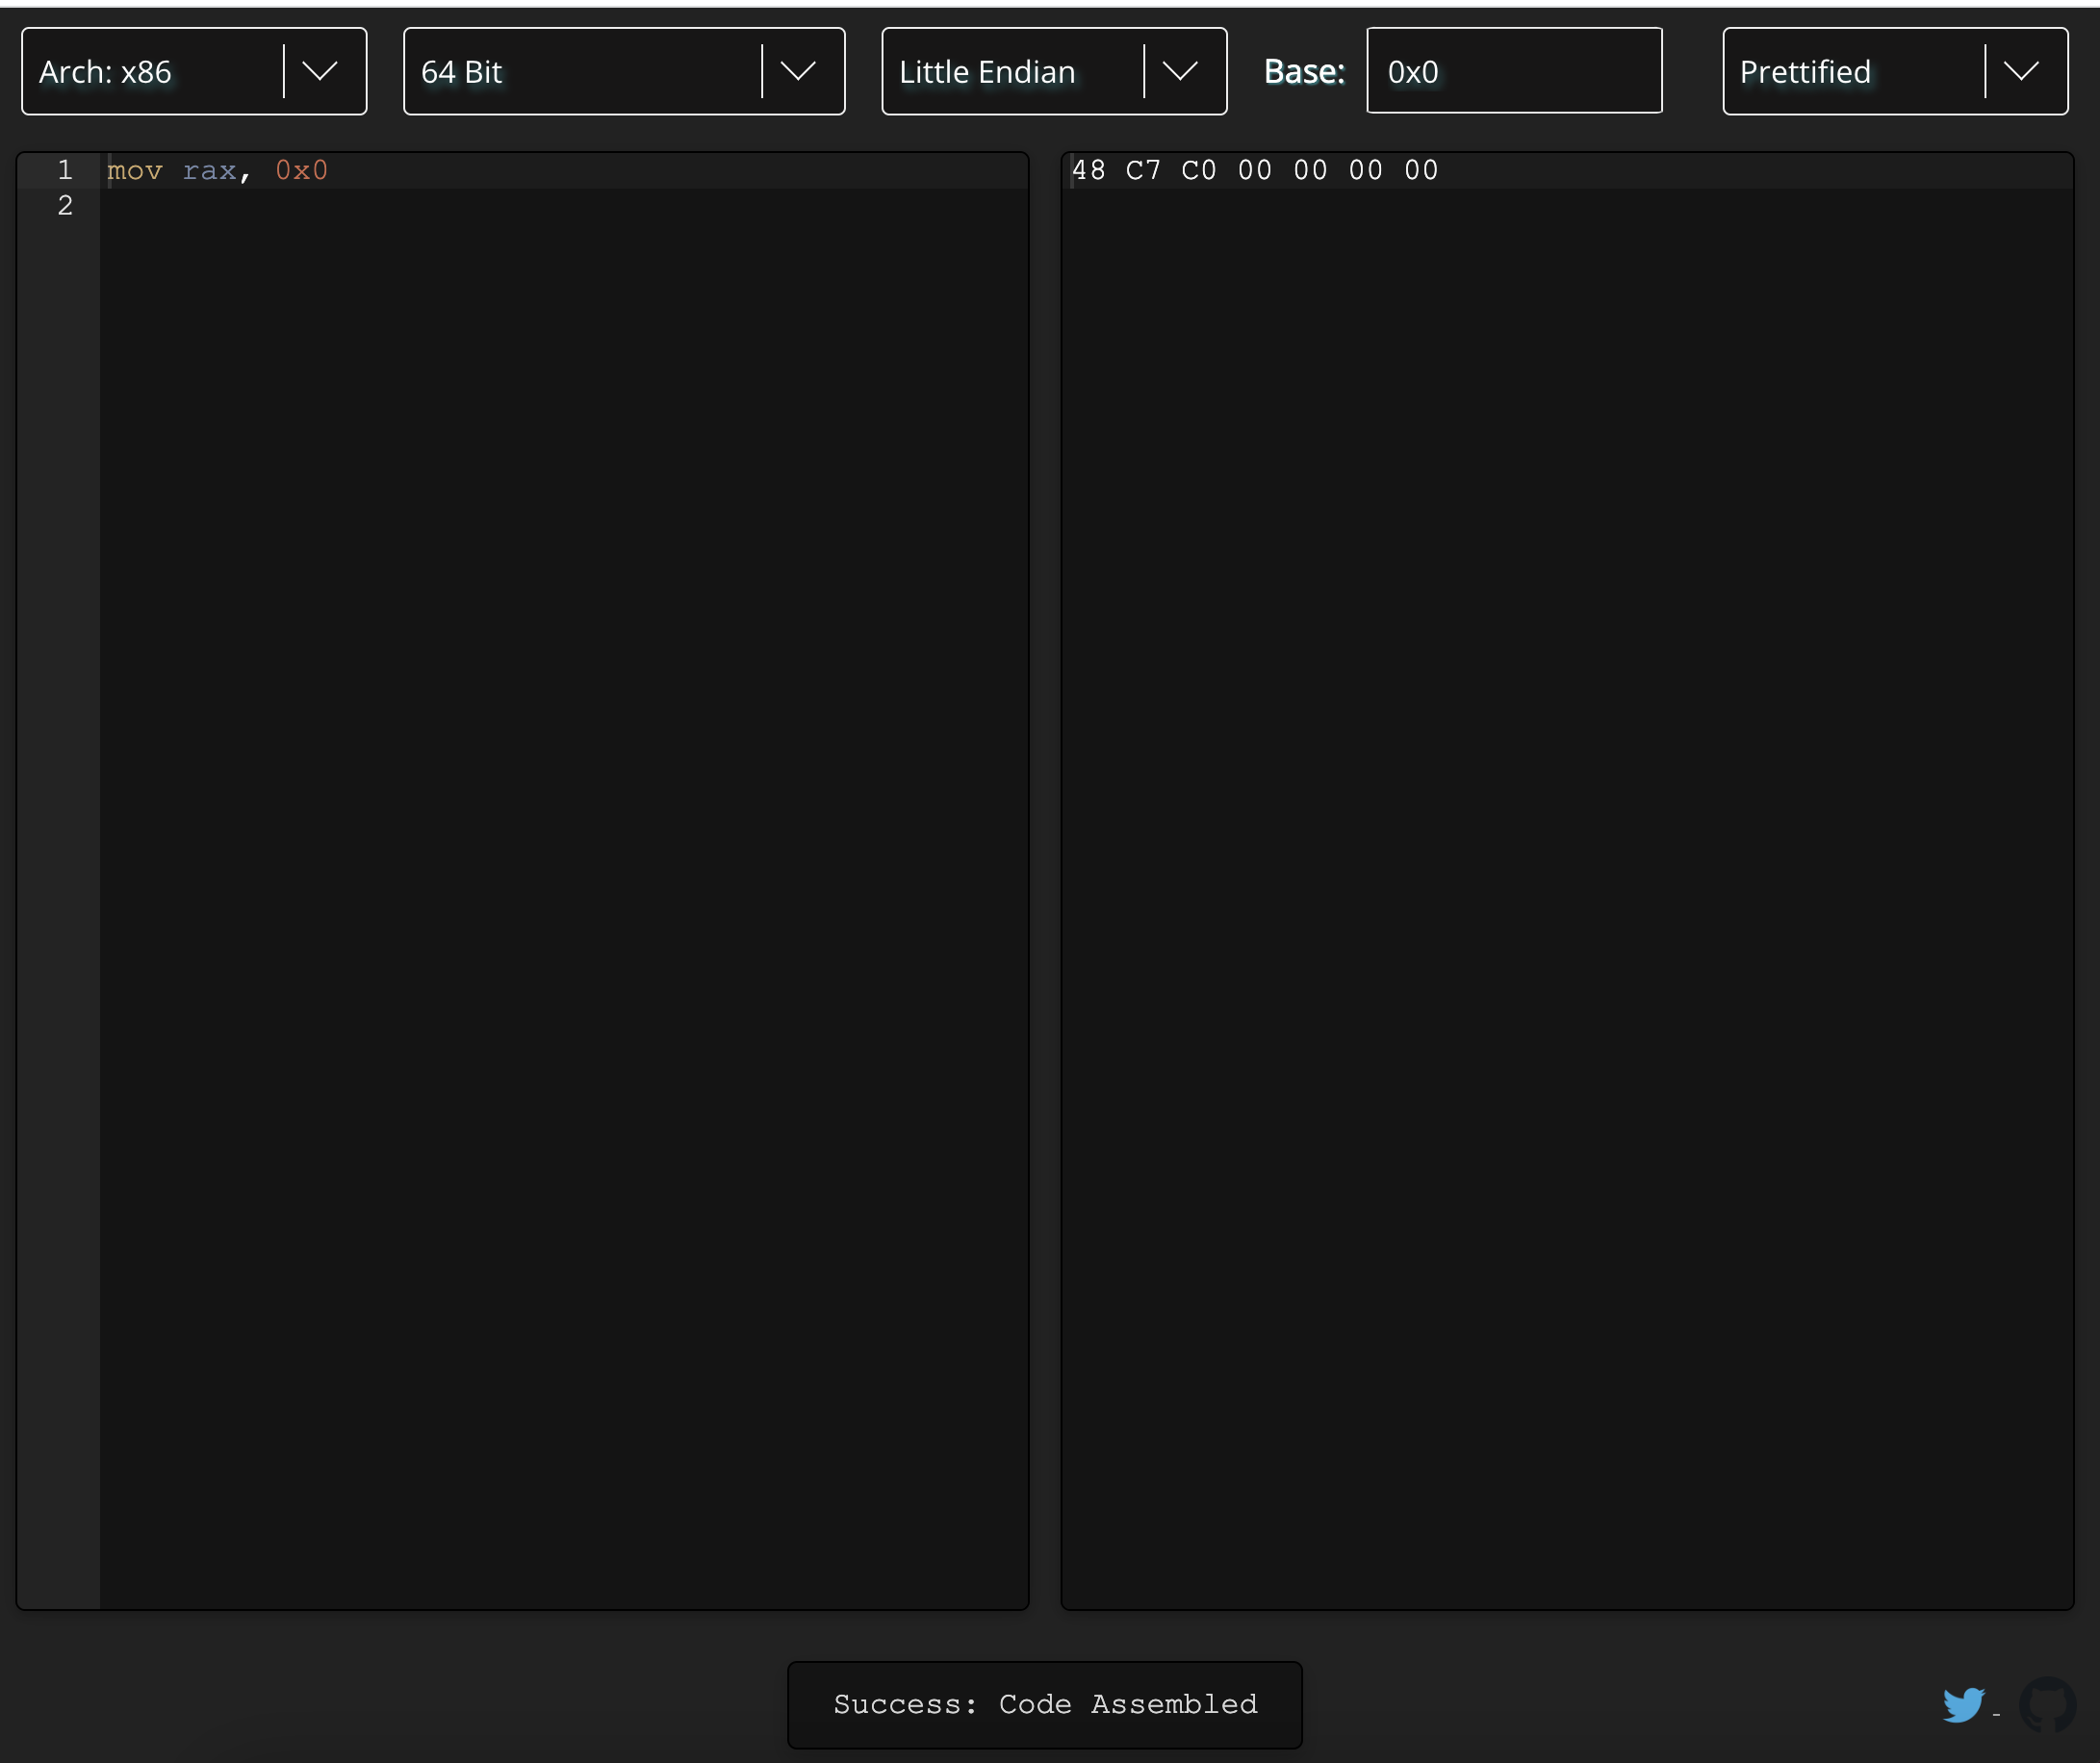 Arch: x86 64 Bit Little Endian Base: 0x0 Prettified
1 mov rax, 0x0
2
48 C7 C0 00 00 00 00
Success: Code Assembled
-